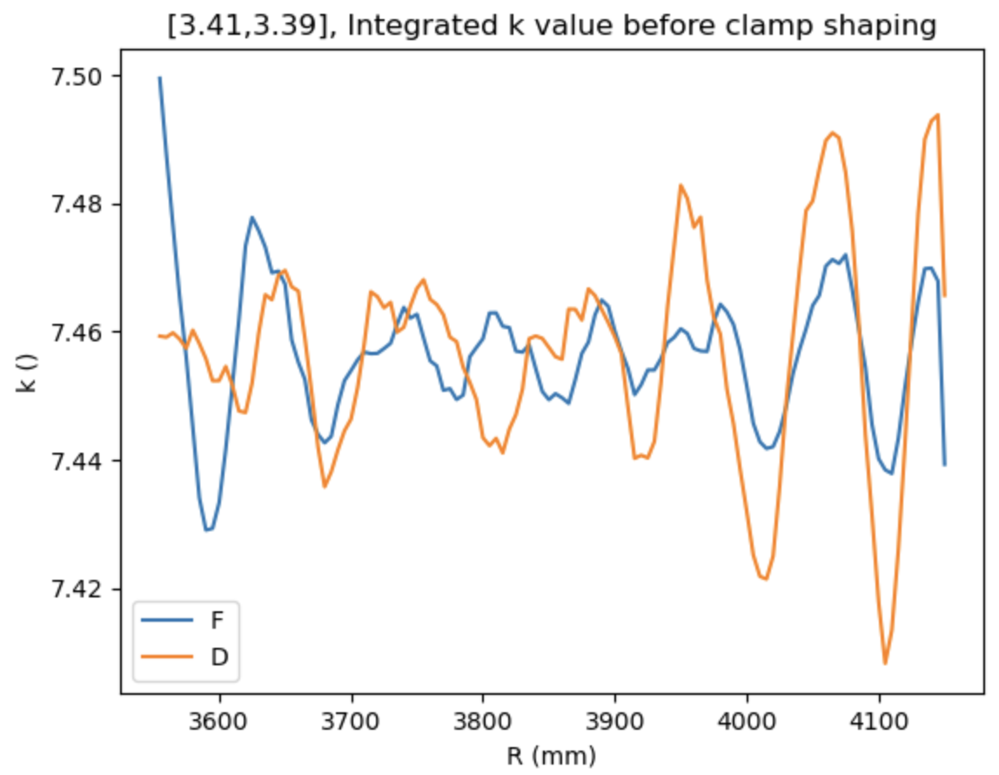 [3.41,3.39], Integrated k value before clamp shaping
7.50
7.48
7.46
7.44
7.42
k ()
F
D
3600 3700 3800 3900 4000 4100
R (mm)